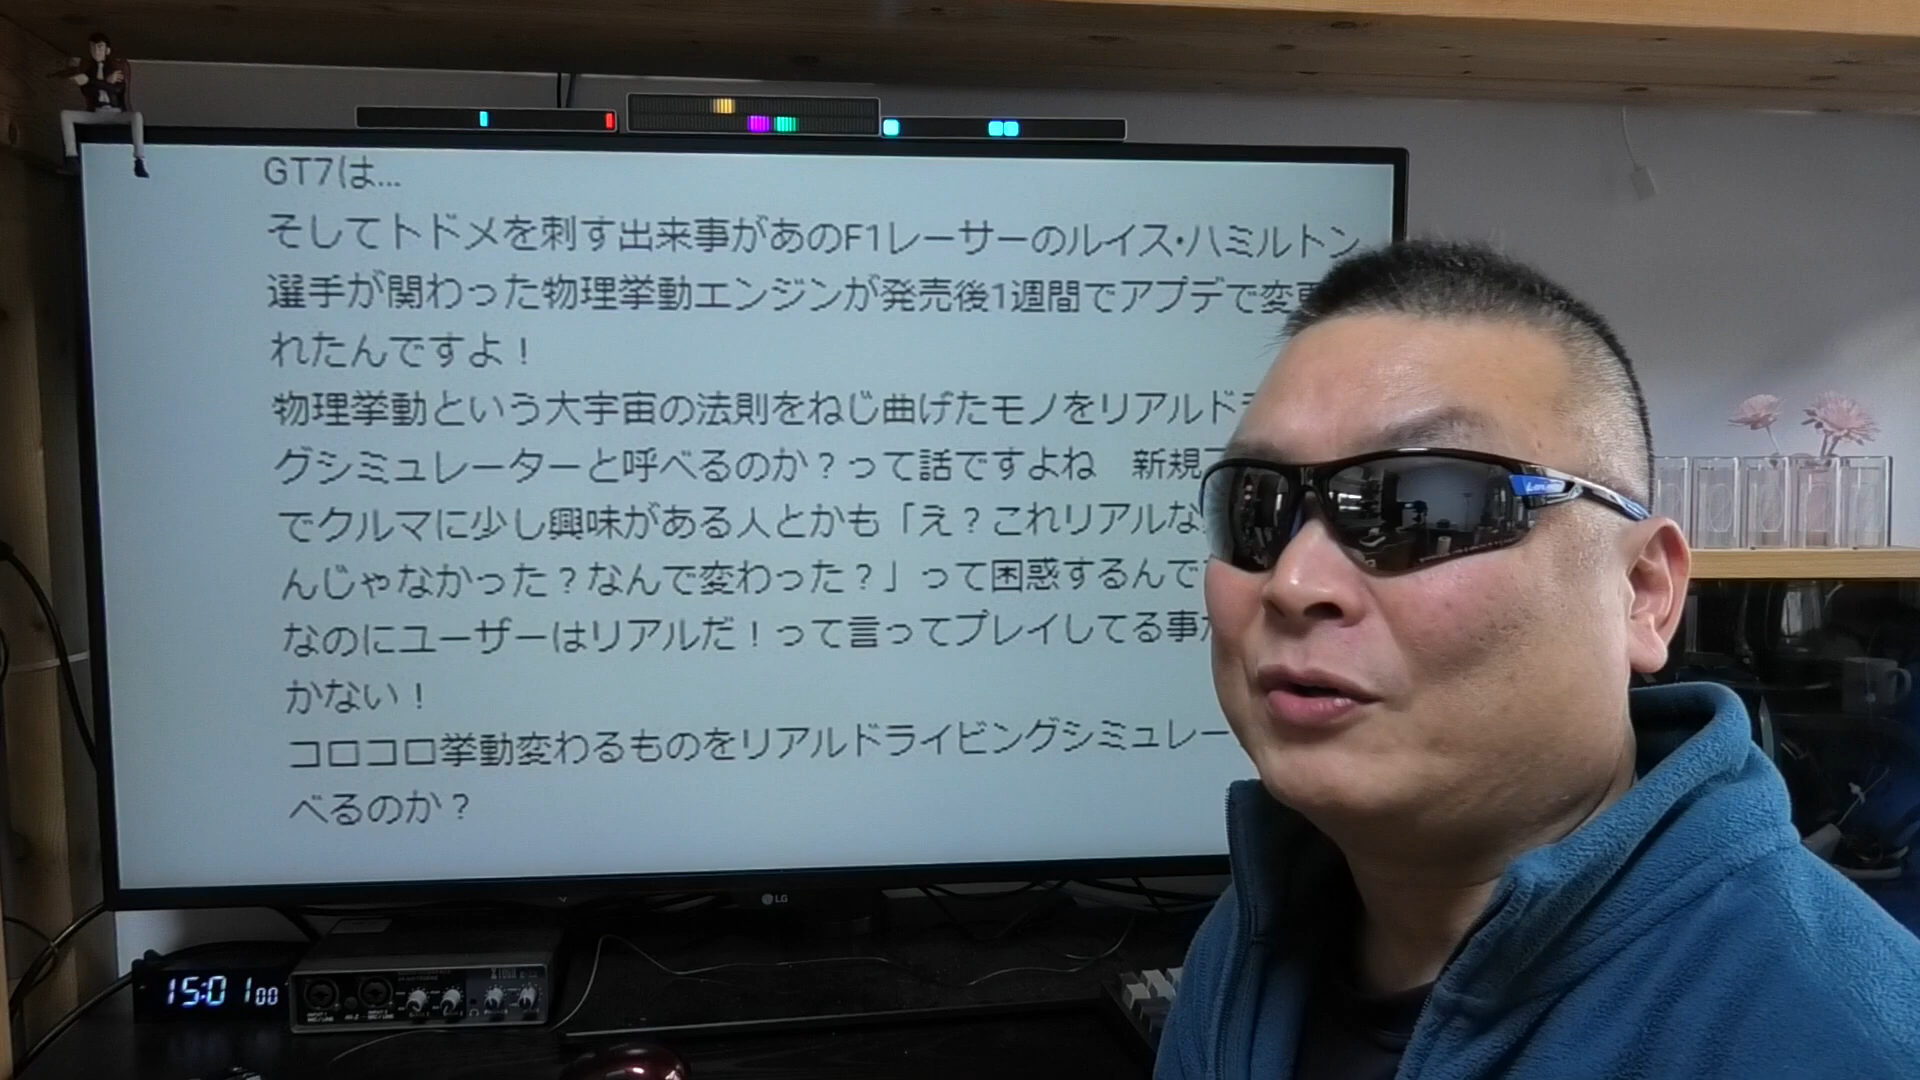 GT7は...
そしてトドメを刺す出来事があのF1レーサーのルイス・ハミルトン
選手が関わった物理挙動エンジンが発売後1週間でアプデで変更
れたんですよ！
物理挙動という大宇宙の法則をねじ曲げたモノをリアルドラ
グシミュレーターと呼べるのか？って話ですよね　新規
でクルマに少し興味がある人とかも「え？これリアルな
んじゃなかった？なんで変わった？」って困惑するんで
なのにユーザーはリアルだ！って言ってプレイしてる事
かない！
コロコロ挙動変わるものをリアルドライビングシミュレー
べるのか？
LG
15:01 00